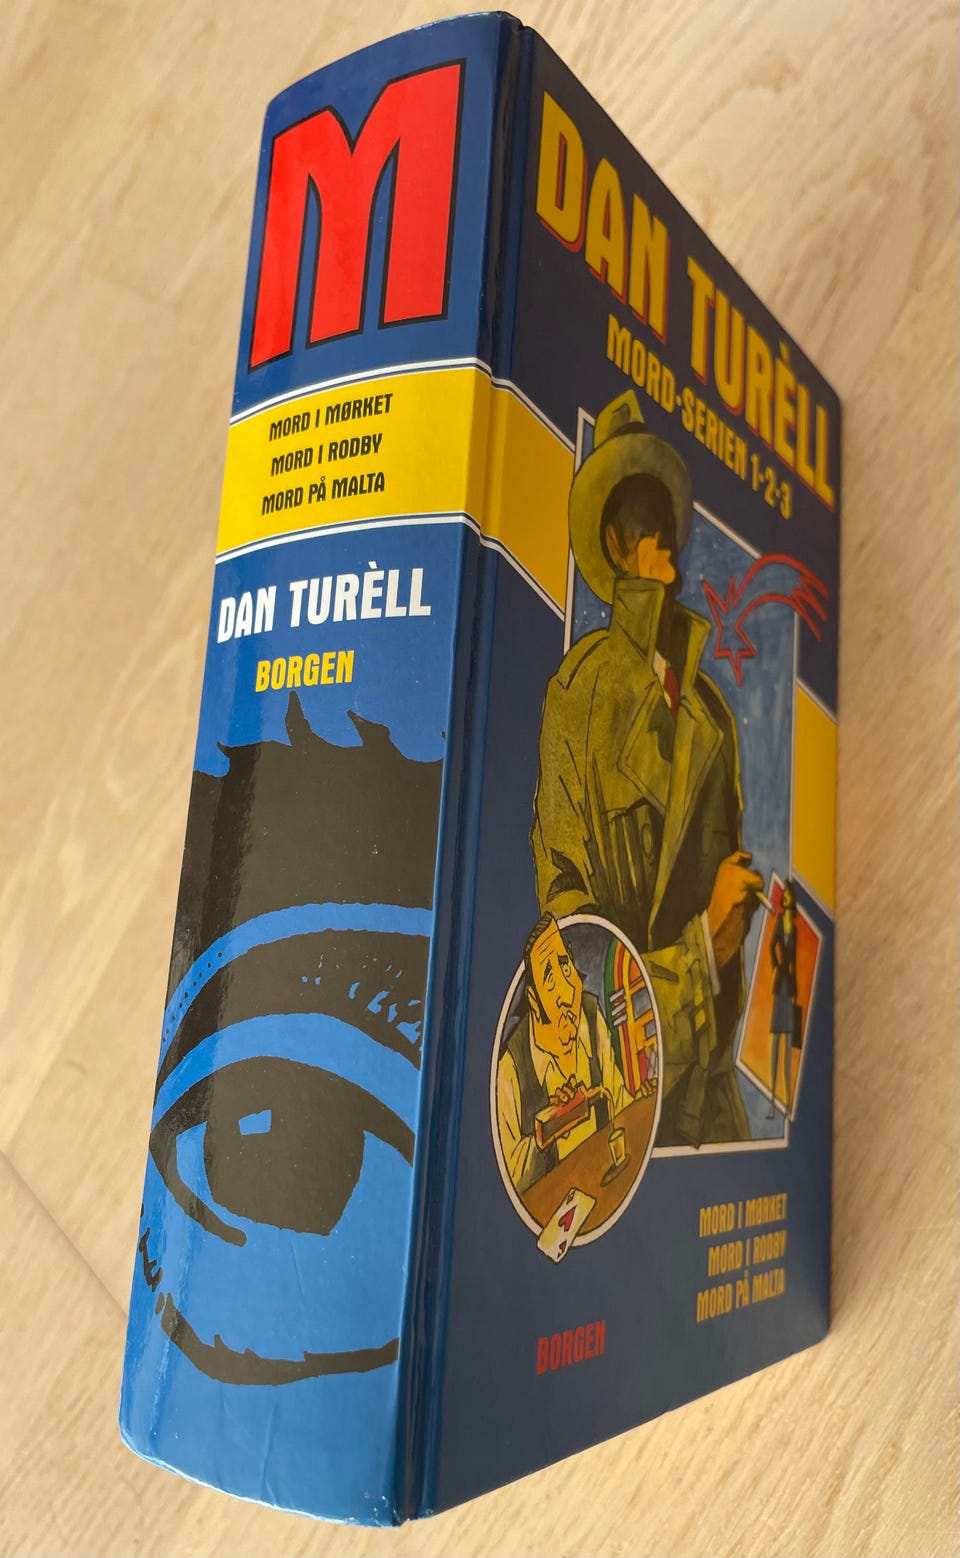 M
MORD I MØRKET
MORD I RODBY
MORD PÅ MALTA
DAN TURÈLL
BORGEN
DAN TURÈLL
MORD-SERIEN 1-2-3
MORD I MØRKET
MORD I RODBY
MORD PÅ MALTA
BORGEN